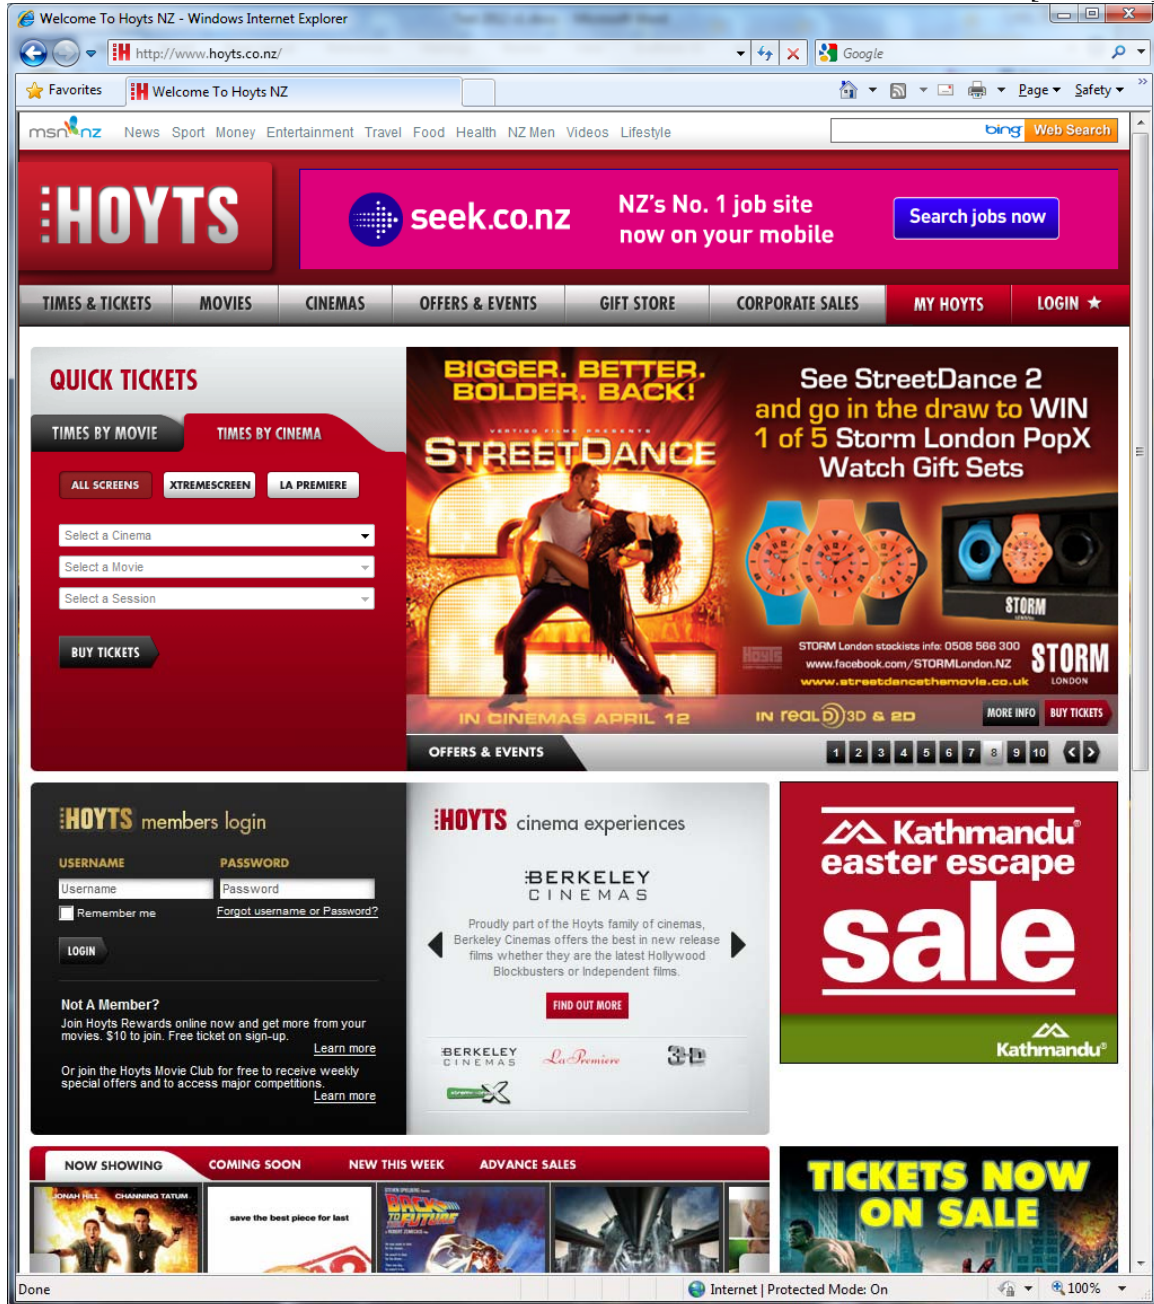 Welcome To Hoyts NZ - Windows Internet Explorer
http://www.hoyts.co.nz/
Google
Favorites
Welcome To Hoyts NZ
Page
Safety
msn nz
News Sport Money Entertainment Travel Food Health NZ Men Videos Lifestyle
bing Web Search
HOYTS
seek.co.nz
NZ's No. 1 job site
now on your mobile
Search jobs now
TIMES & TICKETS
MOVIES
CINEMAS
OFFERS & EVENTS
GIFT STORE
CORPORATE SALES
MY HOYTS
LOGIN ★
QUICK TICKETS
TIMES BY MOVIE
TIMES BY CINEMA
ALL SCREENS
XTREMESCREEN
LA PREMIERE
Select a Cinema
Select a Movie
Select a Session
BUY TICKETS
BIGGER. BETTER.
BOLDER. BACK!
VERTIGO FILMS PRESENTS
STREETDANCE
2
IN CINEMAS APRIL 12
See StreetDance 2
and go in the draw to WIN
1 of 5 Storm London PopX
Watch Gift Sets
STORM
STORM London stockists info: 0508 566 300
www.facebook.com/STORMLondon.NZ
www.streetdancethemovie.co.uk
HOYTS
STORM
LONDON
IN REAL D 3D & 2D
MORE INFO
BUY TICKETS
OFFERS & EVENTS
1 2 3 4 5 6 7 8 9 10
HOYTS members login
USERNAME
PASSWORD
Username
Password
Remember me
Forgot username or Password?
LOGIN
Not A Member?
Join Hoyts Rewards online now and get more from your
movies. $10 to join. Free ticket on sign-up.
Learn more
Or join the Hoyts Movie Club for free to receive weekly
special offers and to access major competitions.
Learn more
HOYTS cinema experiences
BERKELEY
CINEMAS
Proudly part of the Hoyts family of cinemas,
Berkeley Cinemas offers the best in new release
films whether they are the latest Hollywood
Blockbusters or Independent films.
FIND OUT MORE
BERKELEY
CINEMAS
La Premiere
3-D
X
Kathmandu®
easter escape
sale
Kathmandu®
NOW SHOWING
COMING SOON
NEW THIS WEEK
ADVANCE SALES
JONAH HILL CHANNING TATUM
save the best piece for last
BACK
TO THE
FUTURE
TICKETS NOW
ON SALE
Done
Internet | Protected Mode: On
100%